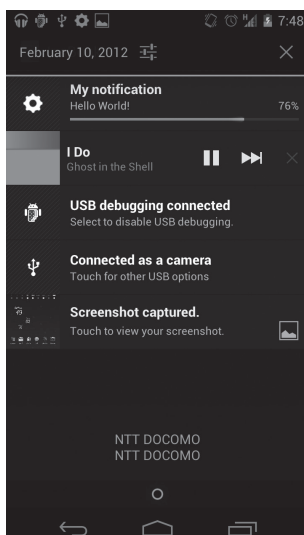 7:48
February 10, 2012
My notification
Hello World!
76%
I Do
Ghost in the Shell
USB debugging connected
Select to disable USB debugging.
Connected as a camera
Touch for other USB options
Screenshot captured.
Touch to view your screenshot.
NTT DOCOMO
NTT DOCOMO